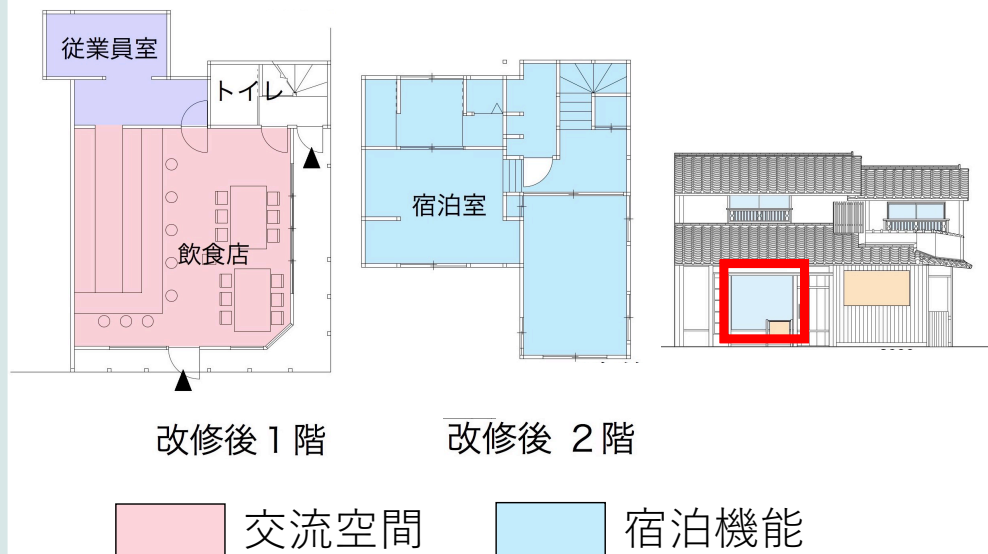 従業員室
トイレ
飲食店
宿泊室
改修後1階
改修後 2階
交流空間
宿泊機能